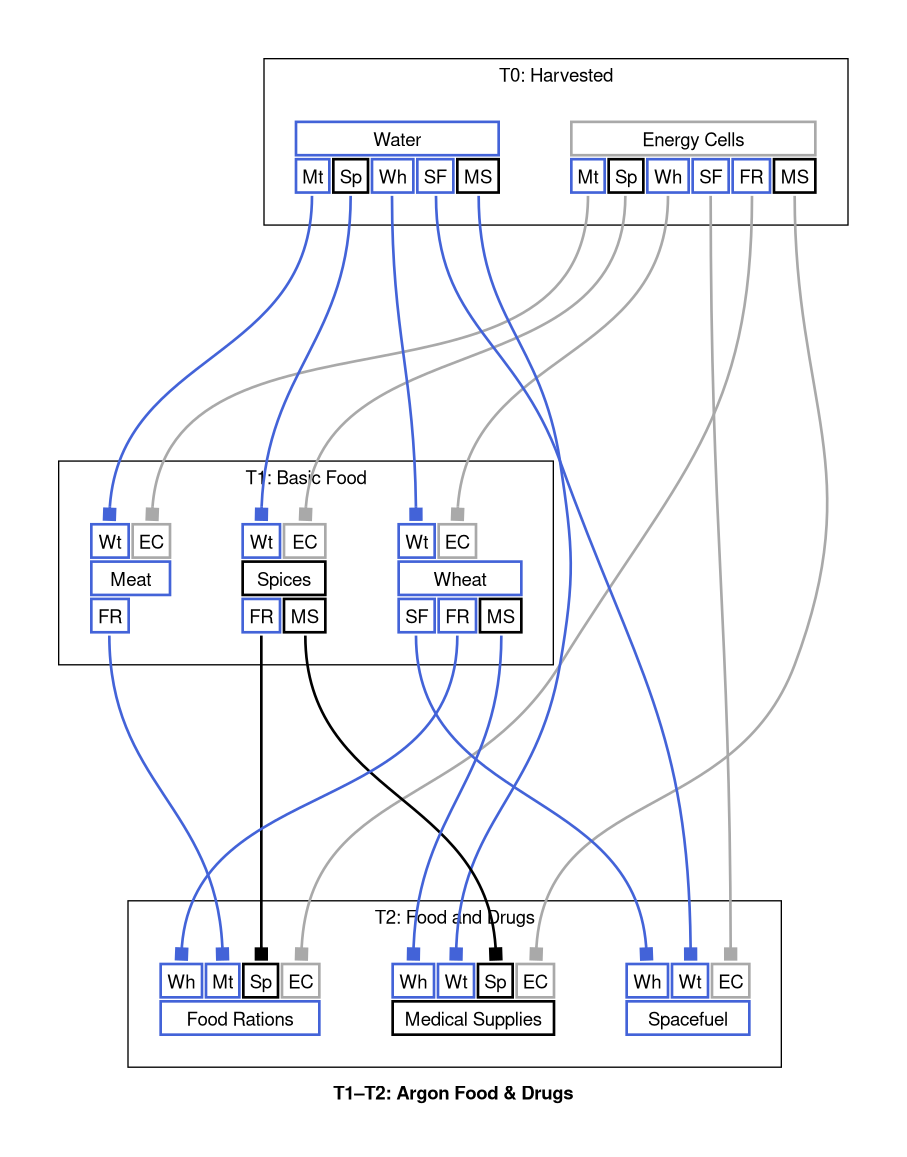 T0: Harvested
Water Energy Cells
Mt Sp Wh SF MS Mt Sp Wh SF FR MS
T1: Basic Food
Wt EC Wt EC Wt EC
Meat Spices Wheat
FR FR MS SF FR MS
T2: Food and Drugs
Wh Mt Sp EC Wh Wt Sp EC Wh Wt EC
Food Rations Medical Supplies Spacefuel
T1–T2: Argon Food & Drugs